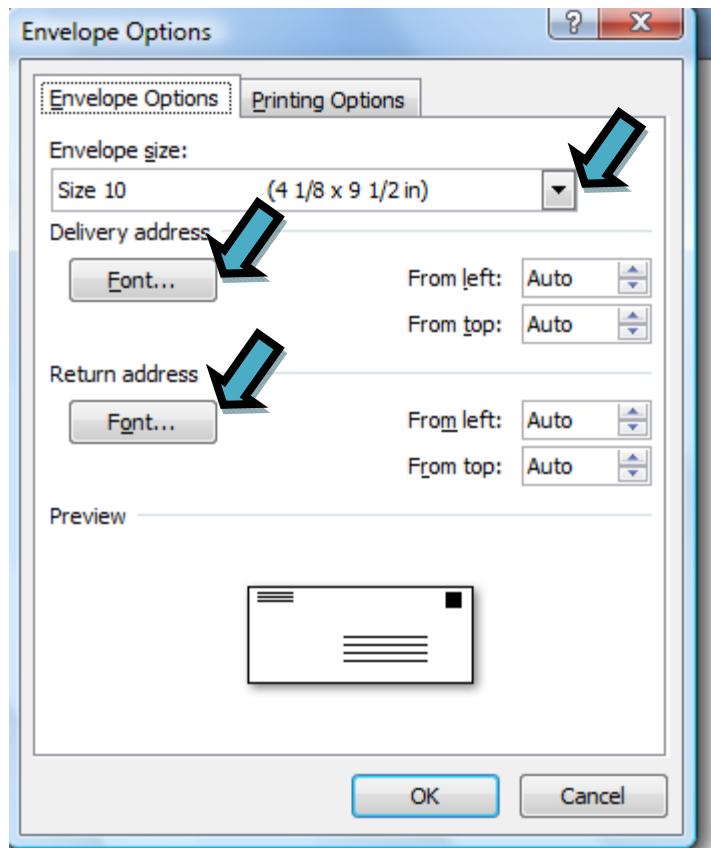 Envelope Options
Envelope Options Printing Options
Envelope size:
Size 10 (4 1/8 x 9 1/2 in)
Delivery address
Font... From left: Auto
From top: Auto
Return address
Font... From left: Auto
From top: Auto
Preview
OK Cancel